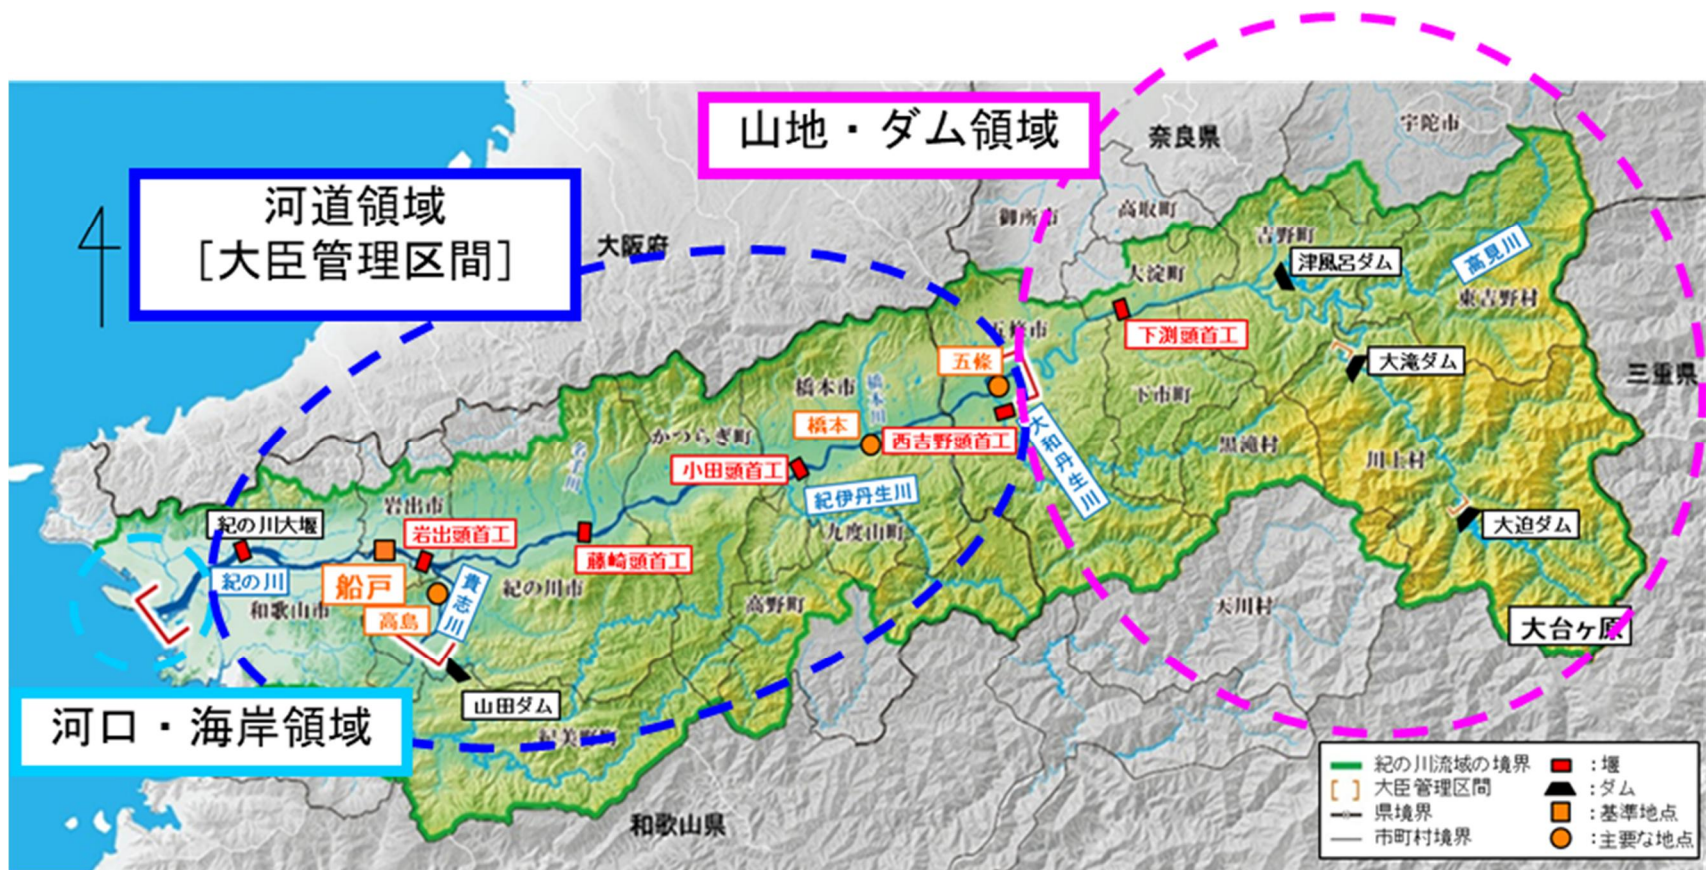 山地・ダム領域
奈良県
宇陀市
河道領域
[大臣管理区間]
大阪府
御所市
高取町
吉野町
高見川
津風呂ダム
大淀町
東吉野村
五條市
下渕頭首工
五條
大滝ダム
三重県
橋本市
橋本川
下市町
橋本
西吉野頭首工
大和丹生川
かつらぎ町
黒滝村
川上村
名手川
小田頭首工
紀伊丹生川
岩出市
紀の川大堰
岩出頭首工
九度山町
大迫ダム
藤崎頭首工
紀の川
船戸
貴志川
紀の川市
和歌山市
高島
高野町
天川村
大台ヶ原
山田ダム
河口・海岸領域
紀美野町
和歌山県
紀の川流域の境界
:堰
大臣管理区間
:ダム
県境界
:基準地点
市町村境界
:主要な地点